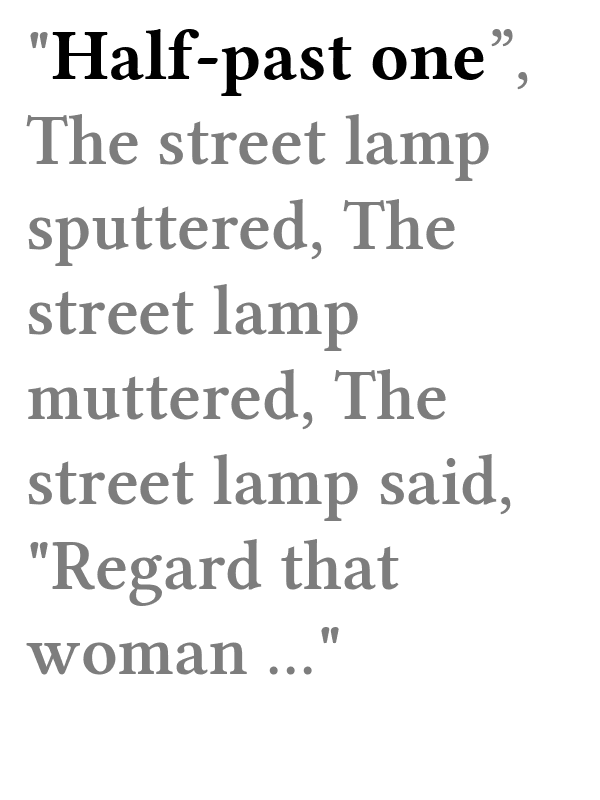 "Half-past one”,
The street lamp
sputtered, The
street lamp
muttered, The
street lamp said,
"Regard that
woman ..."